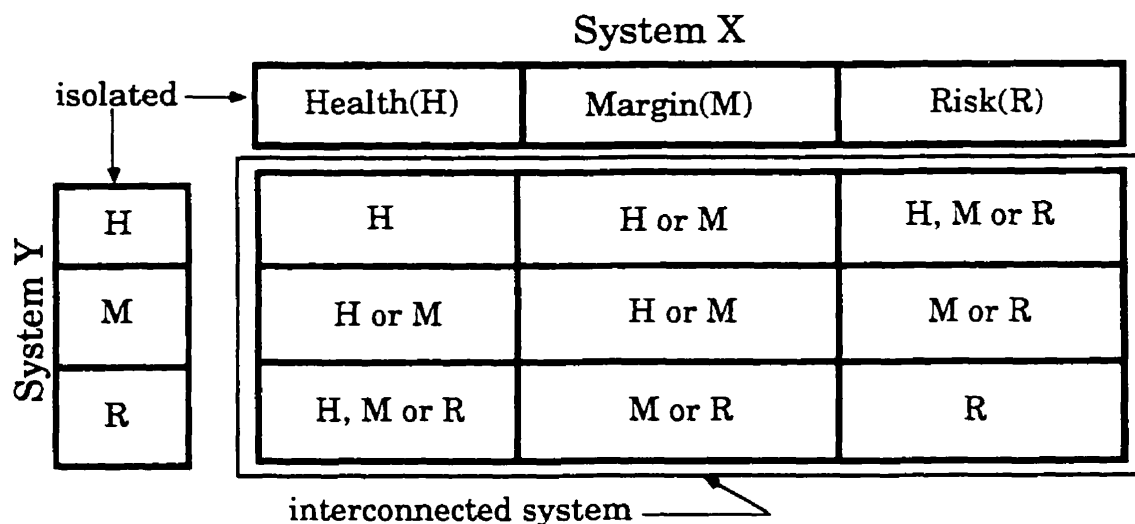 System X
isolated
Health(H) Margin(M) Risk(R)
System Y
H H H or M H, M or R
M H or M H or M M or R
R H, M or R M or R R
interconnected system